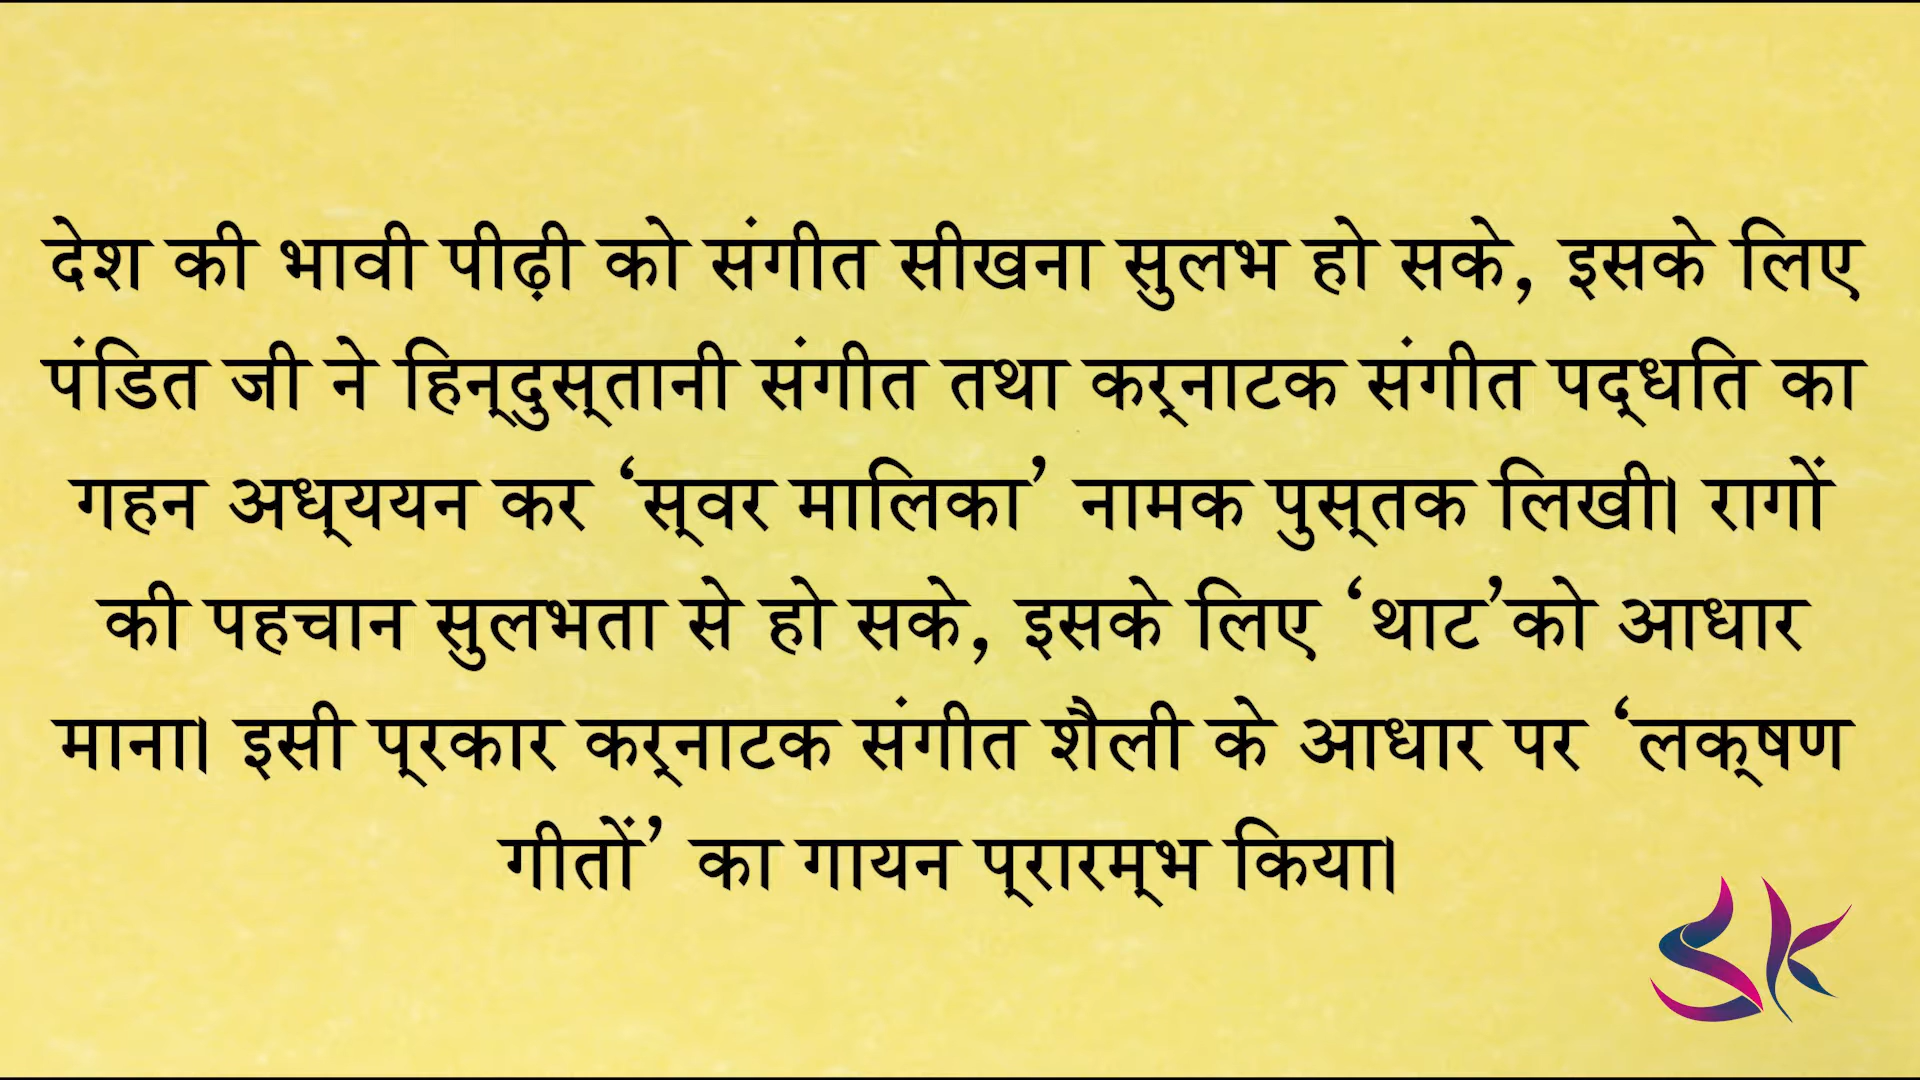 देश की भावी पीढ़ी को संगीत सीखना सुलभ हो सके, इसके लिए
पंडित जी ने हिन्‌दुस्‌तानी संगीत तथा कर्‌नाटक संगीत पद्‌धति का
गहन अध्‌ययन कर ‘स्‌वर मालिका’ नामक पुस्‌तक लिखी। रागों
की पहचान सुलभता से हो सके, इसके लिए ‘थाट’को आधार
माना। इसी प्‌रकार कर्‌नाटक संगीत शैली के आधार पर ‘लक्‌षण
गीतों’ का गायन प्‌रारम्‌भ किया।
SK